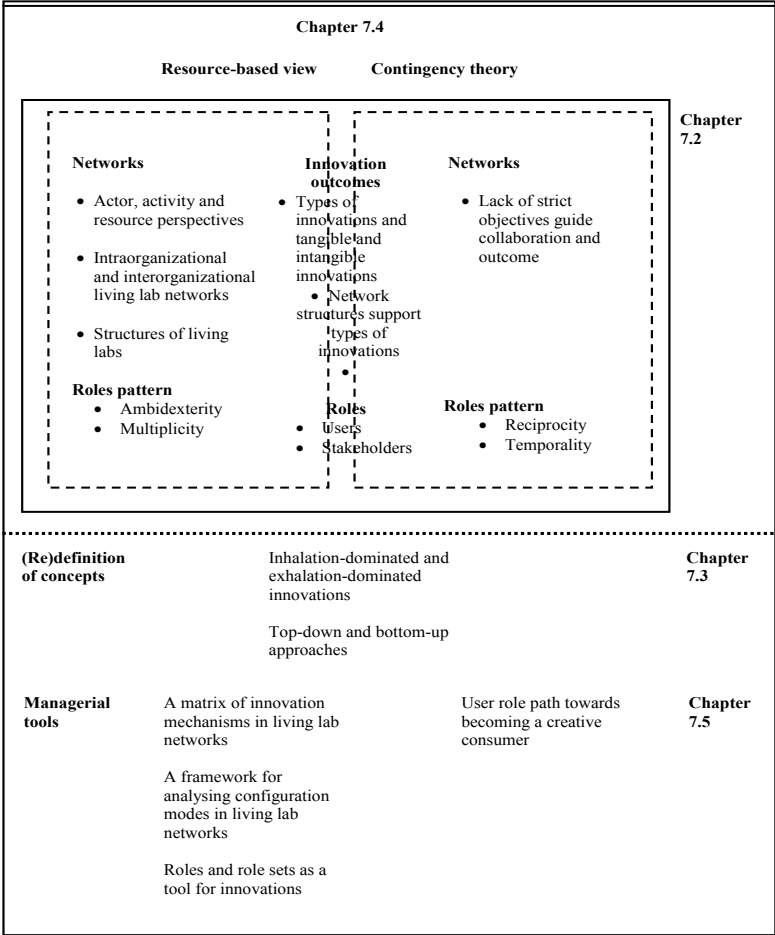 Chapter 7.4
Resource-based view Contingency theory
Chapter
7.2
Networks
• Actor, activity and
resource perspectives
• Intraorganizational
and interorganizational
living lab networks
• Structures of living
labs
Roles pattern
• Ambidexterity
• Multiplicity
Innovation
outcomes
• Types of
innovations and
tangible and
intangible
innovations
• Network
structures support
types of
innovations
•
Roles
• Users
• Stakeholders
Networks
• Lack of strict
objectives guide
collaboration and
outcome
Roles pattern
• Reciprocity
• Temporality
(Re)definition
of concepts
Inhalation-dominated and
exhalation-dominated
innovations
Top-down and bottom-up
approaches
Chapter
7.3
Managerial
tools
A matrix of innovation
mechanisms in living lab
networks
A framework for
analysing configuration
modes in living lab
networks
Roles and role sets as a
tool for innovations
User role path towards
becoming a creative
consumer
Chapter
7.5